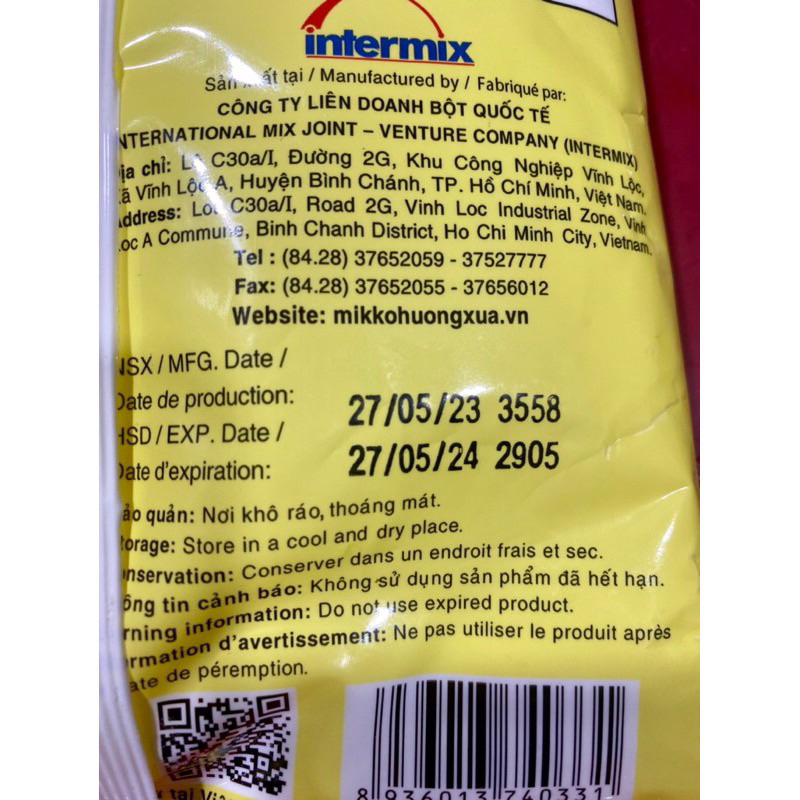 intermix
Sản xuất tại / Manufactured by / Fabriqué par:
CÔNG TY LIÊN DOANH BỘT QUỐC TẾ
INTERNATIONAL MIX JOINT – VENTURE COMPANY (INTERMIX)
Địa chỉ: Lô C30a/I, Đường 2G, Khu Công Nghiệp Vĩnh Lộc,
Xã Vĩnh Lộc A, Huyện Bình Chánh, TP. Hồ Chí Minh, Việt Nam.
Address: Lot C30a/I, Road 2G, Vinh Loc Industrial Zone, Vinh
Loc A Commune, Binh Chanh District, Ho Chi Minh City, Vietnam.
Tel : (84.28) 37652059 - 37527777
Fax: (84.28) 37652055 - 37656012
Website: mikkohuongxua.vn
NSX / MFG. Date /
Date de production:
27/05/23 3558
HSD / EXP. Date /
Date d'expiration:
27/05/24 2905
Bảo quản: Nơi khô ráo, thoáng mát.
Storage: Store in a cool and dry place.
Conservation: Conserver dans un endroit frais et sec.
Thông tin cảnh báo: Không sử dụng sản phẩm đã hết hạn.
Warning information: Do not use expired product.
Information d'avertissement: Ne pas utiliser le produit après
date de péremption.
8 936013 740331